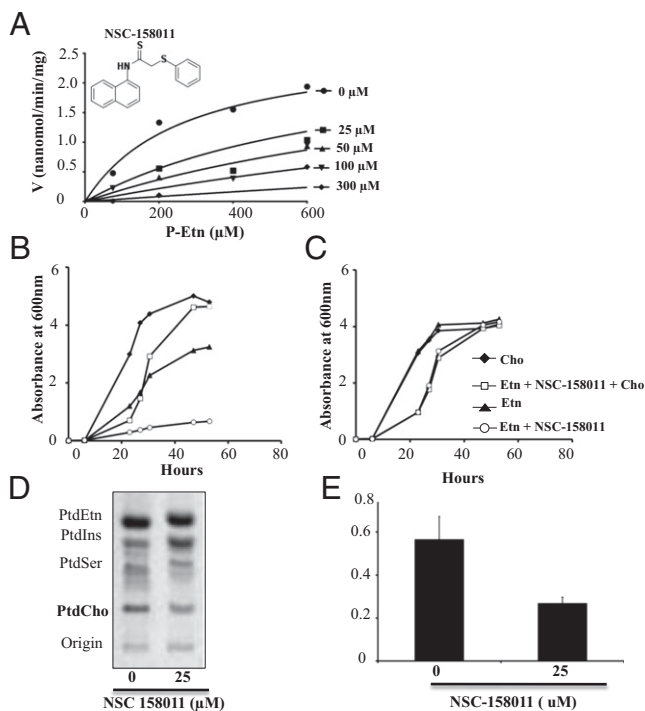 A
NSC-158011
S
HN
S
2.5
2.0
1.5
1.0
0.5
0
V (nanomol/min/mg)
0 µM
25 µM
50 µM
100 µM
300 µM
0 200 400 600
P-Etn (µM)
B
6
4
2
0
Absorbance at 600nm
0 20 40 60 80
Hours
C
6
4
2
0
Absorbance at 600nm
Cho
Etn + NSC-158011 + Cho
Etn
Etn + NSC-158011
0 20 40 60 80
Hours
D
PtdEtn
PtdIns
PtdSer
PtdCho
Origin
0 25
NSC 158011 (µM)
E
0.8
0.6
0.4
0.2
0
0 25
NSC-158011 ( uM)